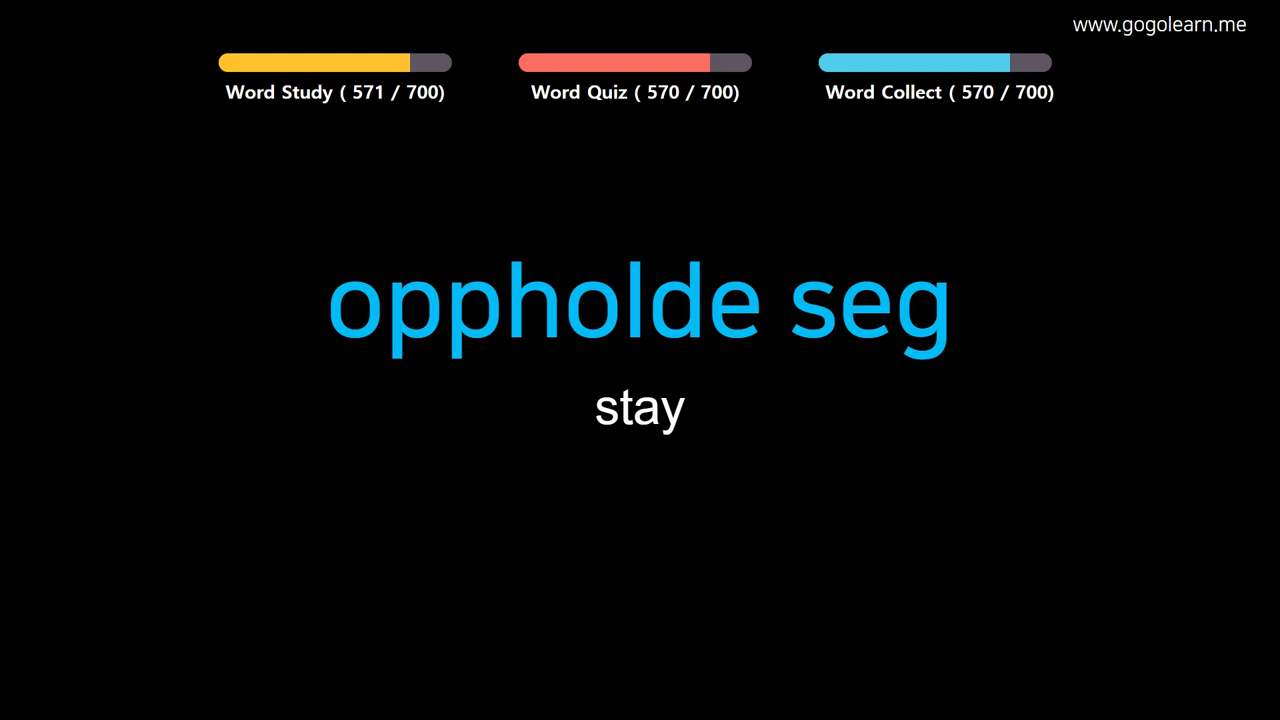 www.gogolearn.me
Word Study ( 571 / 700)
Word Quiz ( 570 / 700)
Word Collect ( 570 / 700)
oppholde seg
stay